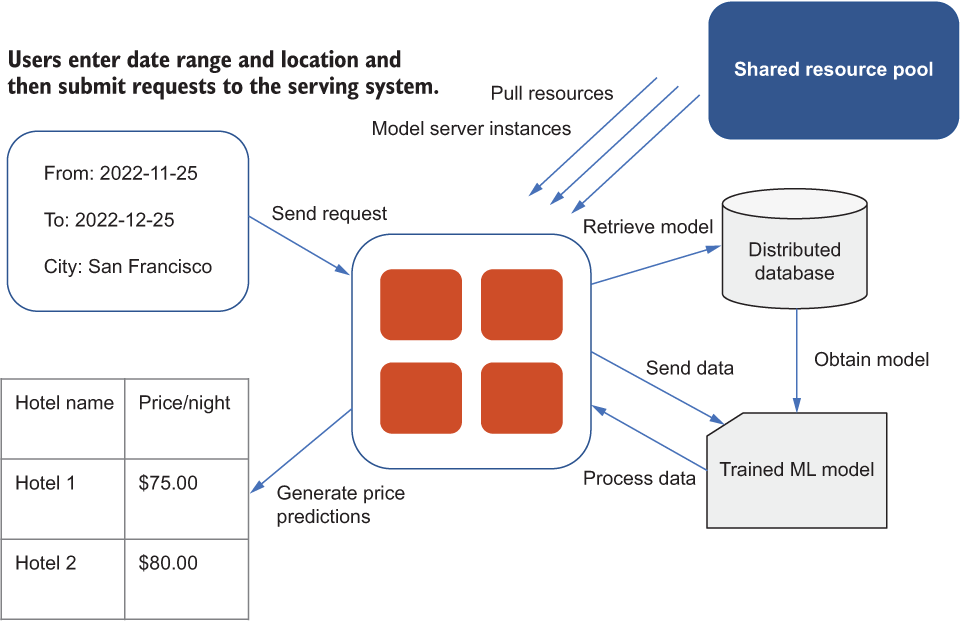 Users enter date range and location and
then submit requests to the serving system.
Shared resource pool
Pull resources
Model server instances
From: 2022-11-25
To: 2022-12-25
City: San Francisco
Send request
Retrieve model
Distributed
database
Send data
Obtain model
Trained ML model
Process data
Generate price
predictions
Hotel name Price/night
Hotel 1 $75.00
Hotel 2 $80.00